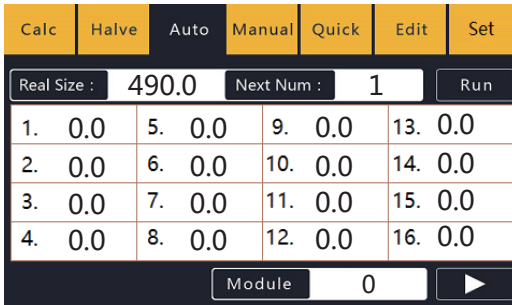 Calc Halve Auto Manual Quick Edit Set
Real Size : 490.0 Next Num : 1 Run
1. 0.0 5. 0.0 9. 0.0 13. 0.0
2. 0.0 6. 0.0 10. 0.0 14. 0.0
3. 0.0 7. 0.0 11. 0.0 15. 0.0
4. 0.0 8. 0.0 12. 0.0 16. 0.0
Module 0